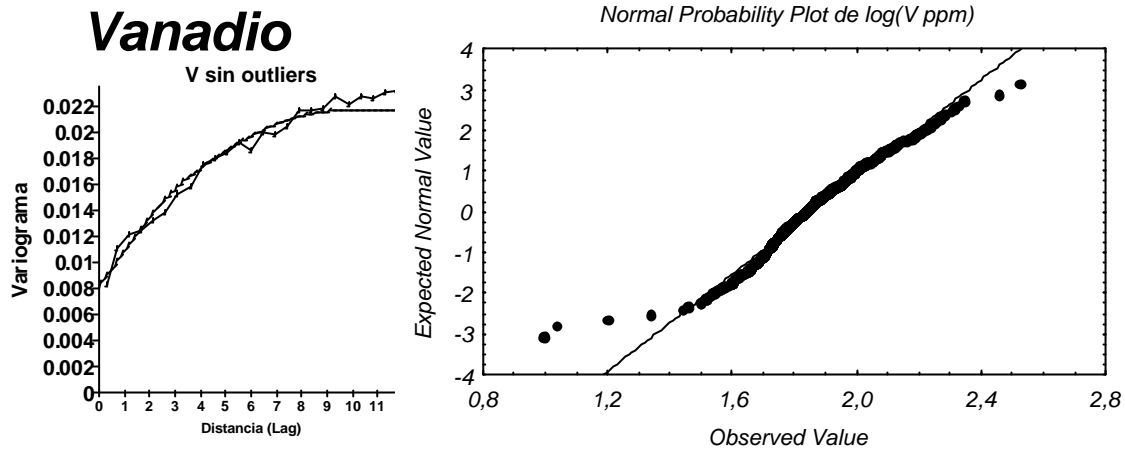 Vanadio
V sin outliers
Variograma
0.022
0.02
0.018
0.016
0.014
0.012
0.01
0.008
0.006
0.004
0.002
0
0 1 2 3 4 5 6 7 8 9 10 11
Distancia (Lag)
Normal Probability Plot de log(V ppm)
Expected Normal Value
4
3
2
1
0
-1
-2
-3
-4
0,8 1,2 1,6 2,0 2,4 2,8
Observed Value